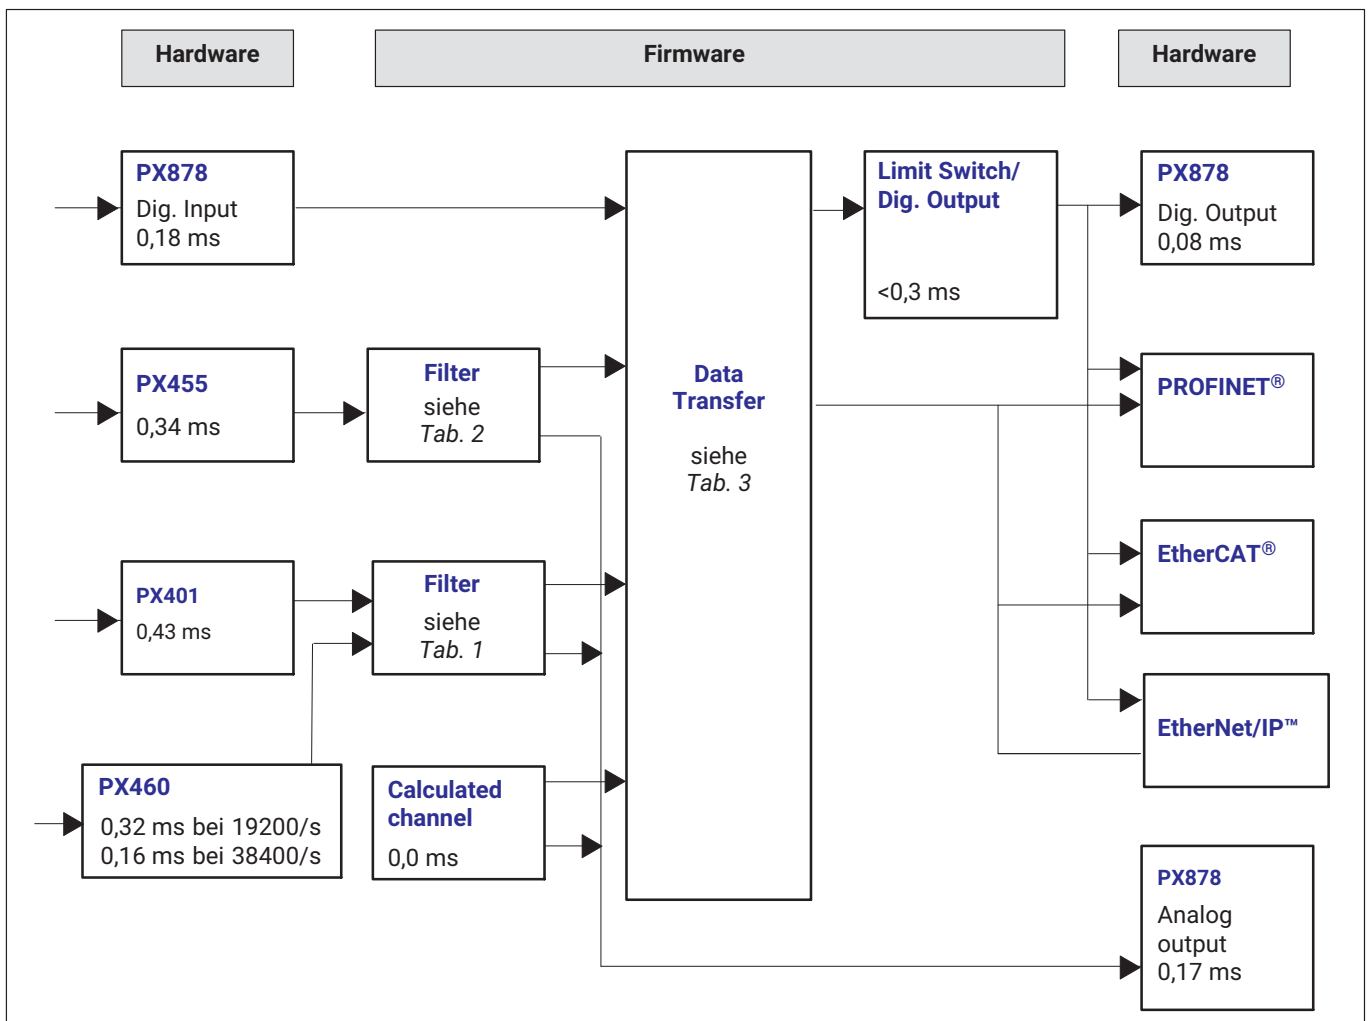 Hardware
Firmware
Hardware
PX878
Dig. Input
0,18 ms
PX455
0,34 ms
PX401
0,43 ms
PX460
0,32 ms bei 19200/s
0,16 ms bei 38400/s
Filter
siehe
Tab. 2
Filter
siehe
Tab. 1
Calculated
channel
0,0 ms
Data
Transfer
siehe
Tab. 3
Limit Switch/
Dig. Output
<0,3 ms
PX878
Dig. Output
0,08 ms
PROFINET®
EtherCAT®
EtherNet/IP™
PX878
Analog
output
0,17 ms